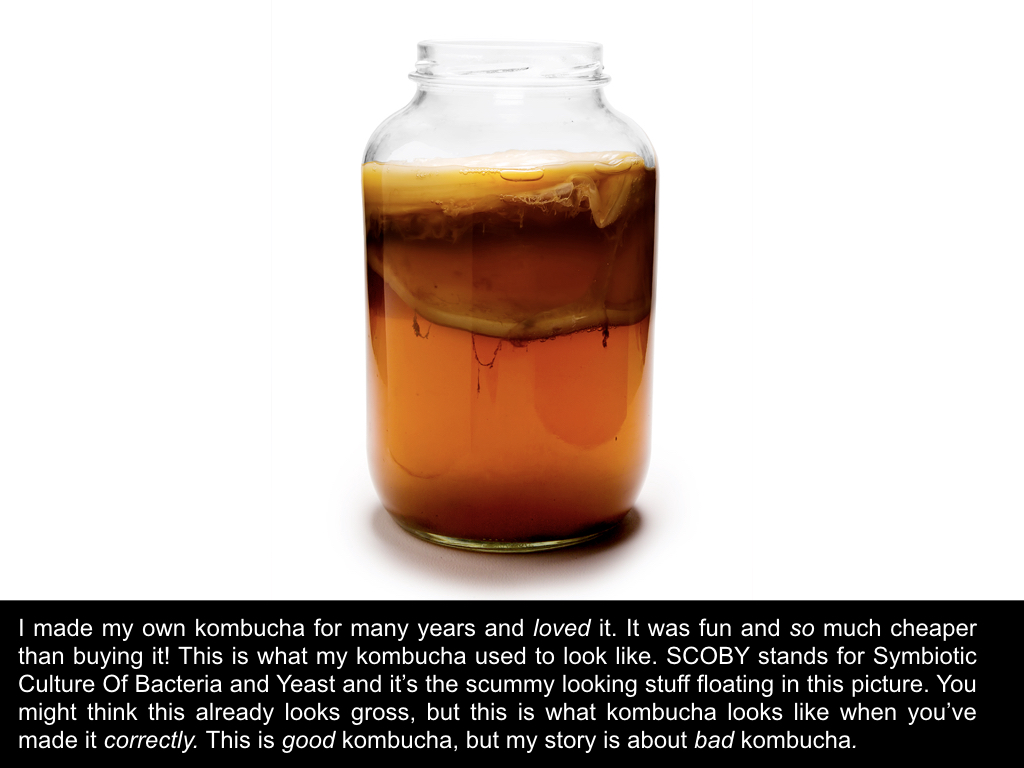 I made my own kombucha for many years and loved it. It was fun and so much cheaper
than buying it! This is what my kombucha used to look like. SCOBY stands for Symbiotic
Culture Of Bacteria and Yeast and it’s the scummy looking stuff floating in this picture. You
might think this already looks gross, but this is what kombucha looks like when you’ve
made it correctly. This is good kombucha, but my story is about bad kombucha.